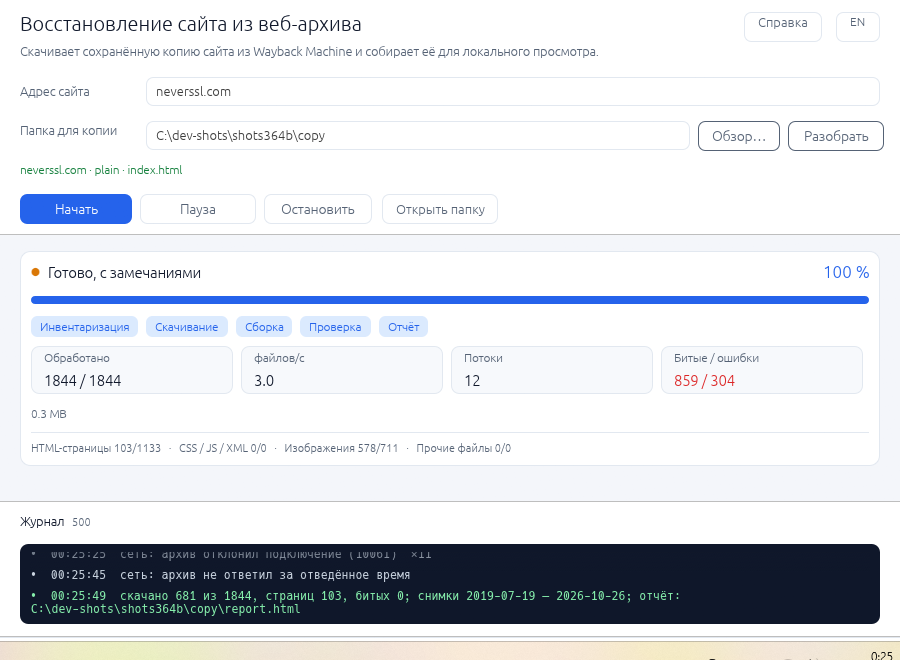 Восстановление сайта из веб-архива
Справка
EN
Скачивает сохранённую копию сайта из Wayback Machine и собирает её для локального просмотра.
Адрес сайта
neverssl.com
Папка для копии
C:\dev-shots\shots364b\copy
Обзор…
Разобрать
neverssl.com · plain · index.html
Начать
Пауза
Остановить
Открыть папку
Готово, с замечаниями
100 %
Инвентаризация
Скачивание
Сборка
Проверка
Отчёт
Обработано
1844 / 1844
файлов/с
3.0
Потоки
12
Битые / ошибки
859 / 304
0.3 MB
HTML-страницы 103/1133 · CSS / JS / XML 0/0 · Изображения 578/711 · Прочие файлы 0/0
Журнал 500
• 00:25:25 сеть: архив отклонил подключение (10061) ×11
• 00:25:45 сеть: архив не ответил за отведённое время
• 00:25:49 скачано 681 из 1844, страниц 103, битых 0; снимки 2019-07-19 — 2026-10-26; отчёт:
C:\dev-shots\shots364b\copy\report.html
0:25